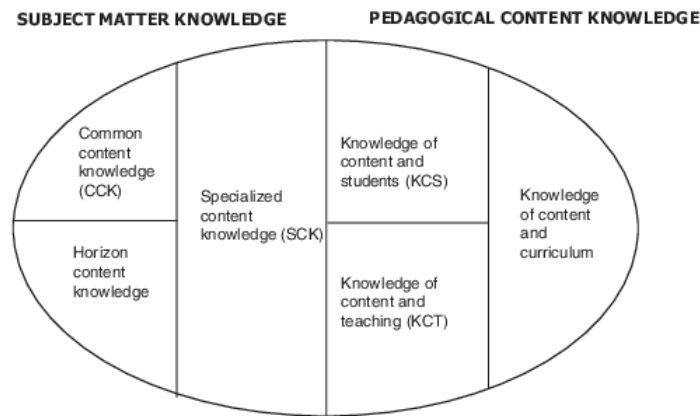 SUBJECT MATTER KNOWLEDGE
PEDAGOGICAL CONTENT KNOWLEDGE
Common
content
knowledge
(CCK)
Horizon
content
knowledge
Specialized
content
knowledge (SCK)
Knowledge of
content and
students (KCS)
Knowledge of
content and
teaching (KCT)
Knowledge
of content
and
curriculum